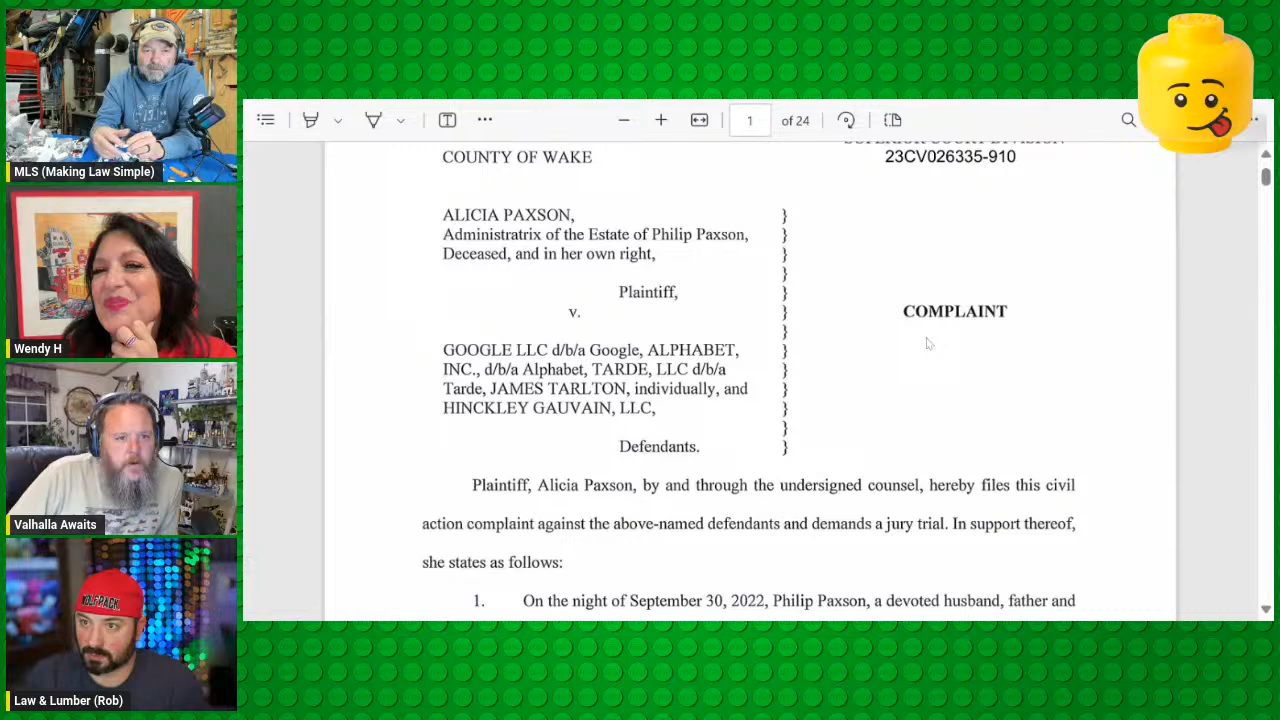 MLS (Making Law Simple)
Wendy H
Valhalla Awaits
WOLFPACK
Law & Lumber (Rob)
1 of 24
SUPERIOR COURT DIVISION
COUNTY OF WAKE
23CV026335-910
ALICIA PAXSON,
Administratrix of the Estate of Philip Paxson,
Deceased, and in her own right,
Plaintiff,
v.
GOOGLE LLC d/b/a Google, ALPHABET,
INC., d/b/a Alphabet, TARDE, LLC d/b/a
Tarde, JAMES TARLTON, individually, and
HINCKLEY GAUVAIN, LLC,
Defendants.
}
}
}
}
}
}
}
}
}
}
}
}
}
COMPLAINT
Plaintiff, Alicia Paxson, by and through the undersigned counsel, hereby files this civil
action complaint against the above-named defendants and demands a jury trial. In support thereof,
she states as follows:
1. On the night of September 30, 2022, Philip Paxson, a devoted husband, father and